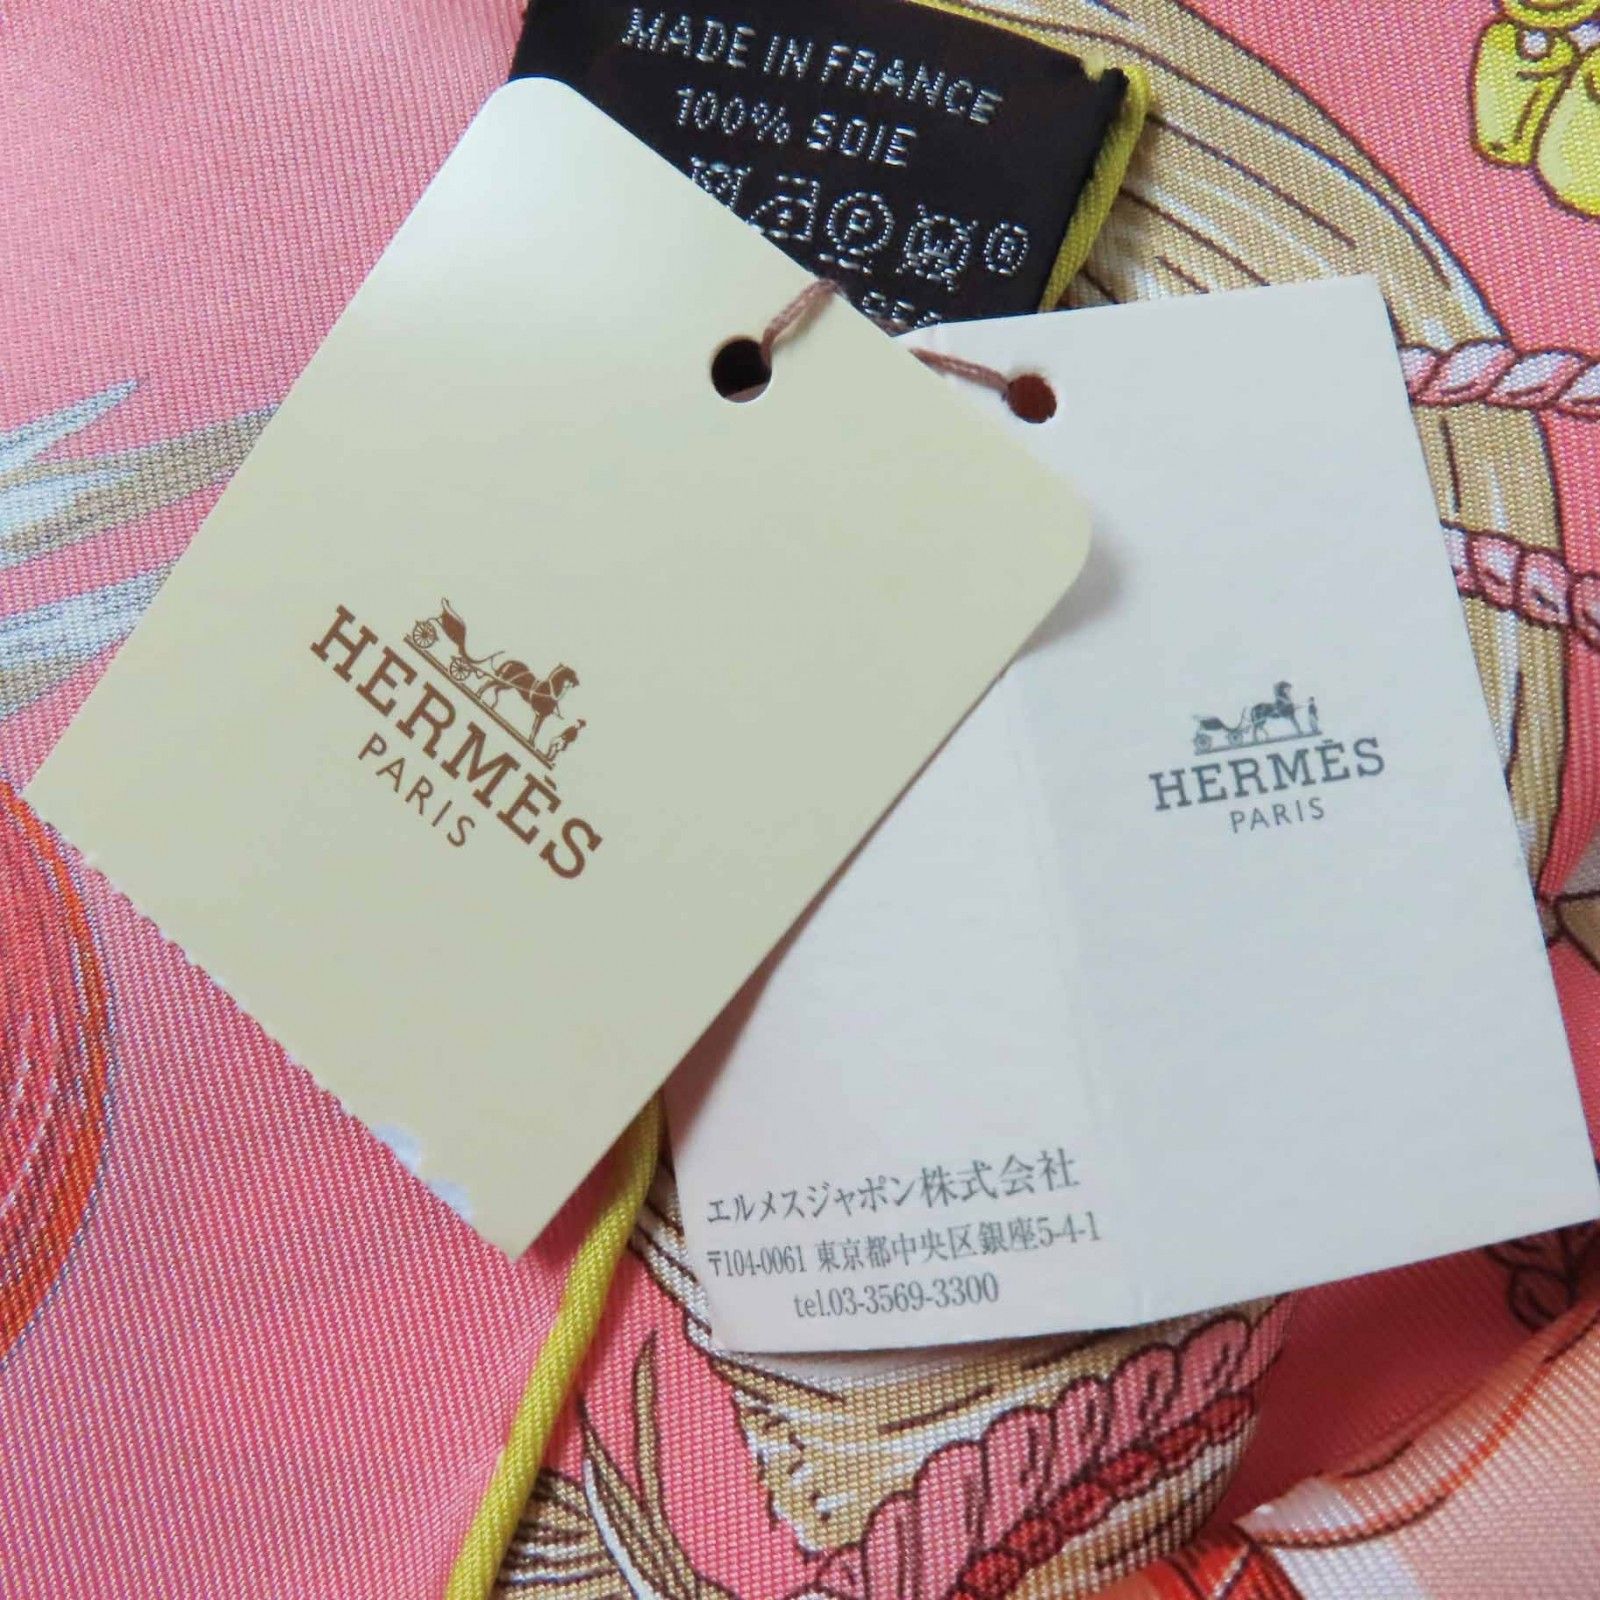 MADE IN FRANCE
100% SOIE
HERMÈS
PARIS
HERMÈS
PARIS
エルメスジャポン株式会社
〒104-0061 東京都中央区銀座5-4-1
tel.03-3569-3300